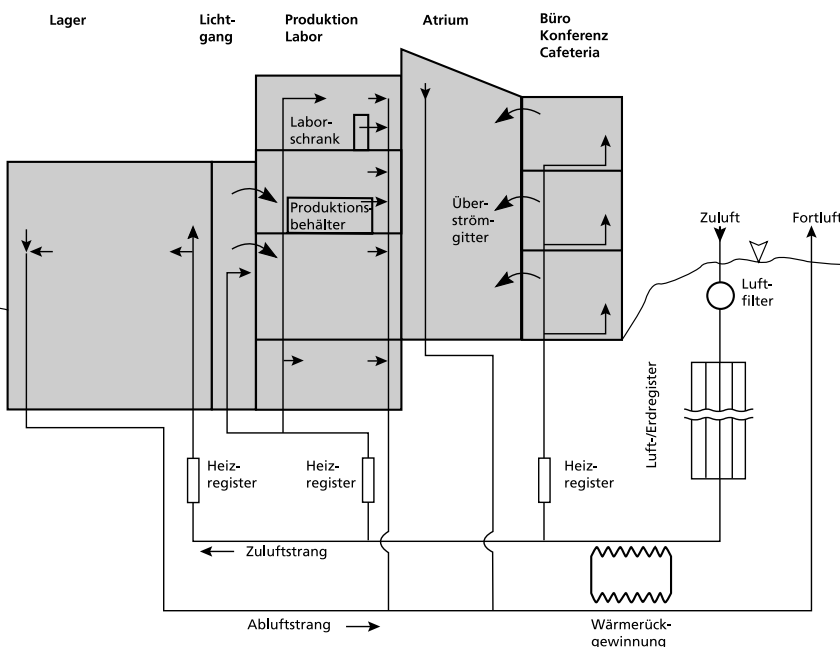 Lager
Licht-
gang
Produktion
Labor
Atrium
Büro
Konferenz
Cafeteria
Labor-
schrank
Produktions-
behälter
Über-
ström-
gitter
Zuluft
Fortluft
Luft-
filter
Luft-/Erdregister
Heiz-
register
Heiz-
register
Heiz-
register
Zuluftstrang
Abluftstrang
Wärmerück-
gewinnung